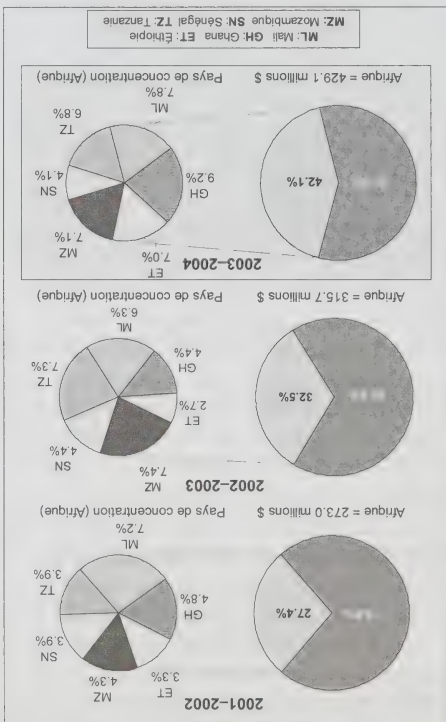 2001–2002
ET
3.3%
MZ
4.3%
SN
3.9%
TZ
3.9%
ML
7.2%
GH
4.8%
27.4%
Afrique = 273.0 millions $
Pays de concentration (Afrique)
2002–2003
MZ
7.4%
ET
2.7%
SN
4.4%
TZ
7.3%
ML
6.3%
GH
4.4%
32.5%
Afrique = 315.7 millions $
Pays de concentration (Afrique)
2003–2004
ET
7.0%
MZ
7.1%
SN
4.1%
TZ
6.8%
ML
7.8%
GH
9.2%
42.1%
Afrique = 429.1 millions $
Pays de concentration (Afrique)
ML: Mali GH: Ghana ET: Éthiopie
MZ: Mozambique SN: Sénégal TZ: Tanzanie